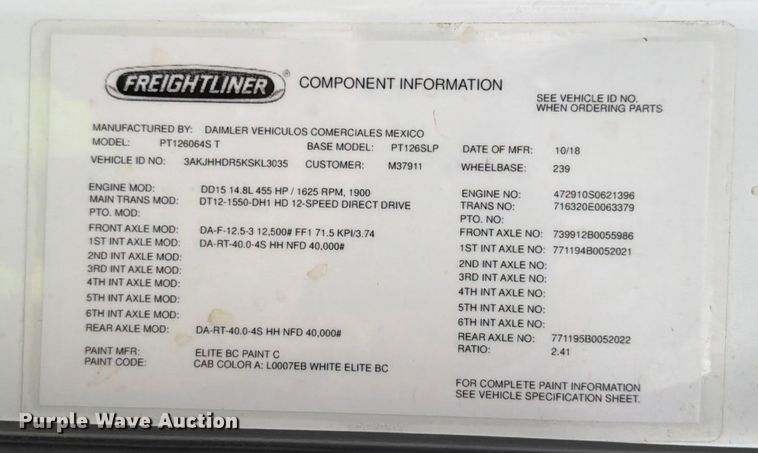 FREIGHTLINER ® COMPONENT INFORMATION
SEE VEHICLE ID NO.
WHEN ORDERING PARTS
MANUFACTURED BY: DAIMLER VEHICULOS COMERCIALES MEXICO
MODEL: PT126064S T BASE MODEL: PT126SLP DATE OF MFR: 10/18
VEHICLE ID NO: 3AKJHHDR5KSKL3035 CUSTOMER: M37911 WHEELBASE: 239
ENGINE MOD: DD15 14.8L 455 HP / 1625 RPM, 1900 ENGINE NO: 472910S0621396
MAIN TRANS MOD: DT12-1550-DH1 HD 12-SPEED DIRECT DRIVE TRANS NO: 716320E0063379
PTO. MOD: PTO. NO:
FRONT AXLE MOD: DA-F-12.5-3 12,500# FF1 71.5 KPI/3.74 FRONT AXLE NO: 739912B0055986
1ST INT AXLE MOD: DA-RT-40.0-4S HH NFD 40,000# 1ST INT AXLE NO: 771194B0052021
2ND INT AXLE MOD: 2ND INT AXLE NO:
3RD INT AXLE MOD: 3RD INT AXLE NO:
4TH INT AXLE MOD: 4TH INT AXLE NO:
5TH INT AXLE MOD: 5TH INT AXLE NO:
6TH INT AXLE MOD: 6TH INT AXLE NO:
REAR AXLE MOD: DA-RT-40.0-4S HH NFD 40,000# REAR AXLE NO: 771195B0052022
RATIO: 2.41
PAINT MFR: ELITE BC PAINT C
PAINT CODE: CAB COLOR A: L0007EB WHITE ELITE BC
FOR COMPLETE PAINT INFORMATION
SEE VEHICLE SPECIFICATION SHEET.
Purple Wave Auction